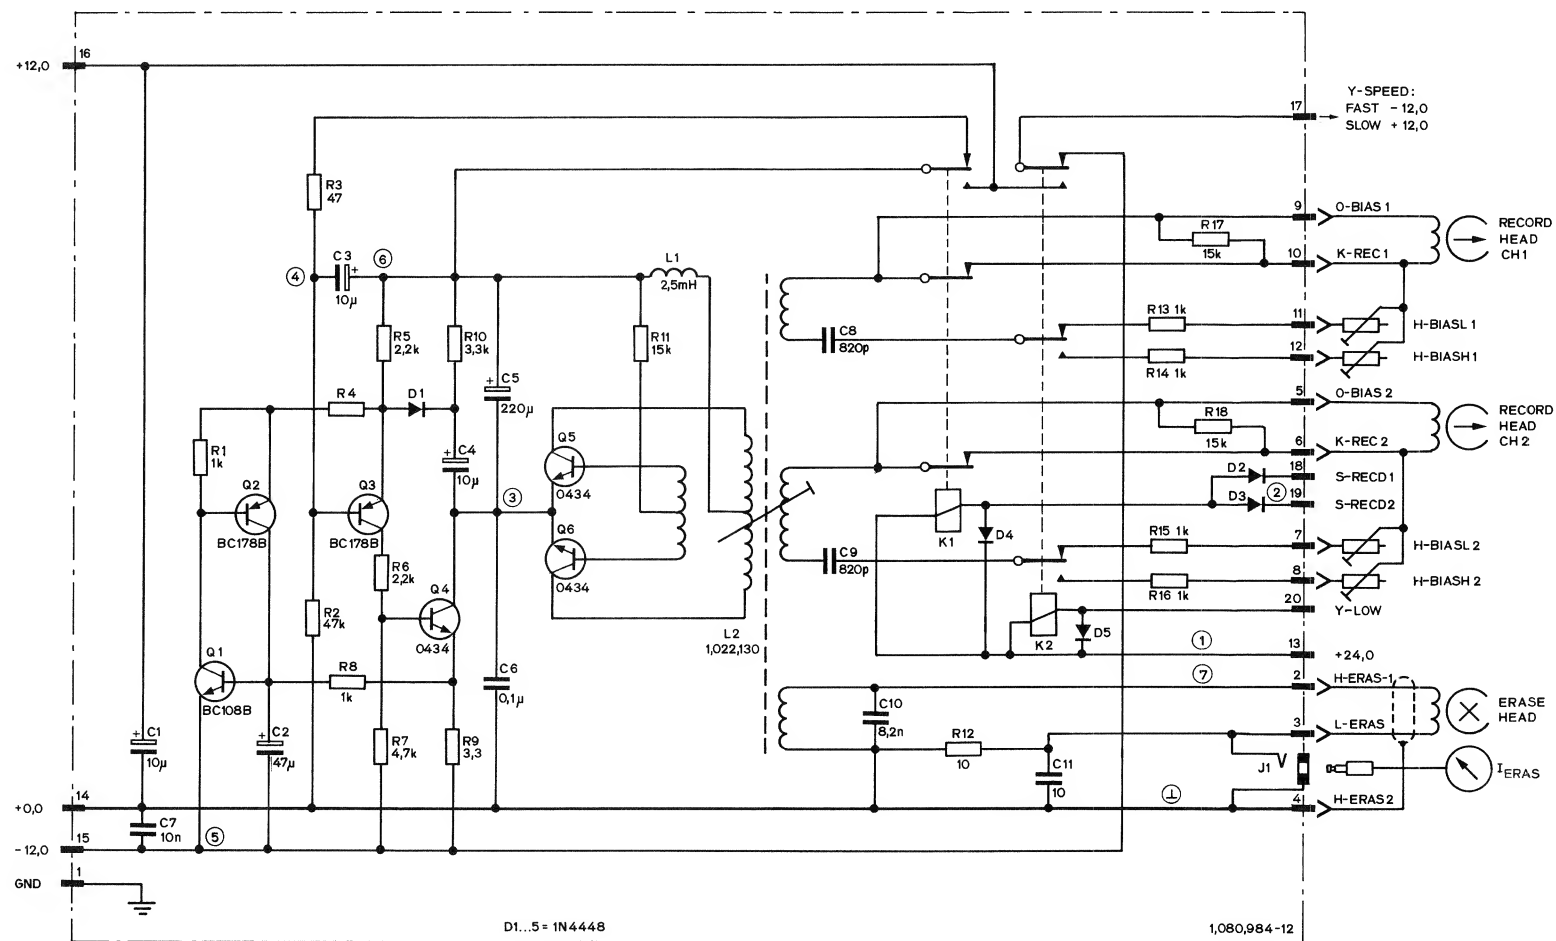 16
+12,0
Y-SPEED:
FAST - 12,0
SLOW + 12,0
17
R3
47
9
O-BIAS 1
R17
15k
10
K-REC 1
RECORD
HEAD
CH1
4
C3
+
10µ
6
L1
2,5mH
R5
2,2k
R10
3,3k
R11
15k
C8
820p
R13 1k
11
H-BIASL 1
R14 1k
12
H-BIASH 1
C5
+
220µ
R4
D1
5
O-BIAS 2
R18
15k
6
K-REC 2
RECORD
HEAD
CH2
R1
1k
C4
+
10µ
Q5
0434
Q2
BC178B
Q3
BC178B
3
Q6
0434
D2
18
S-RECD1
D3
2
19
S-RECD2
K1
D4
R15 1k
7
H-BIASL 2
C9
820p
R16 1k
8
H-BIASH 2
R6
2,2k
Q4
0434
R2
47k
20
Y-LOW
K2
D5
L2
1,022,130
1
13
+24,0
Q1
BC108B
R8
1k
C6
0,1µ
7
2
H-ERAS-1
C10
8,2n
3
L-ERAS
ERASE
HEAD
C1
+
10µ
C2
+
47µ
R7
4,7k
R9
3,3
R12
10
C11
10
J1
IERAS
+0,0
14
⊥
4
H-ERAS2
C7
10n
5
-12,0
15
GND
1
D1...5 = 1N4448
1,080,984-12